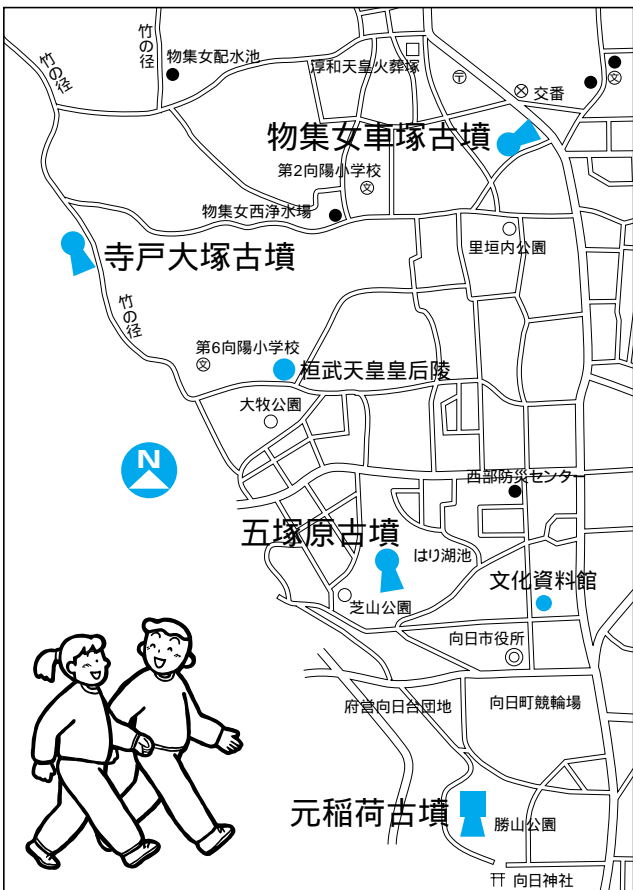 竹の径
竹の径
物集女配水池
淳和天皇火葬塚
〒
文
交番
物集女車塚古墳
第2向陽小学校
文
物集女西浄水場
里垣内公園
寺戸大塚古墳
竹の径
第6向陽小学校
文
桓武天皇皇后陵
大牧公園
N
西部防災センター
五塚原古墳
はり湖池
文化資料館
芝山公園
向日市役所
府営向日台団地
向日町競輪場
元稲荷古墳
勝山公園
向日神社